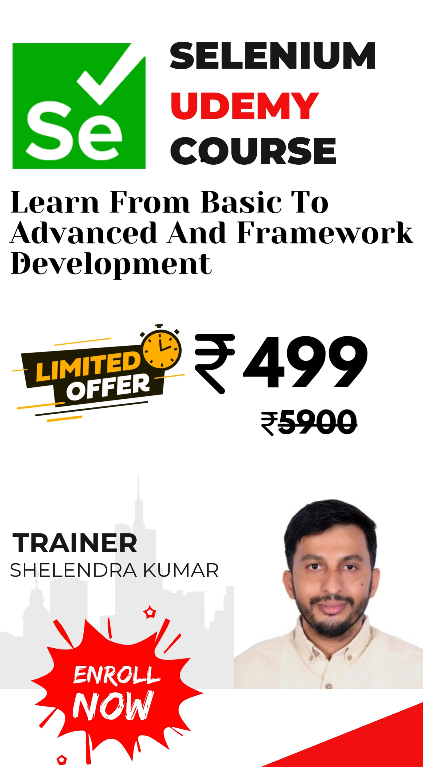 Se
SELENIUM
UDEMY
COURSE
Learn From Basic To
Advanced And Framework
Development
LIMITED
OFFER
₹499
₹5900
TRAINER
SHELENDRA KUMAR
ENROLL
NOW